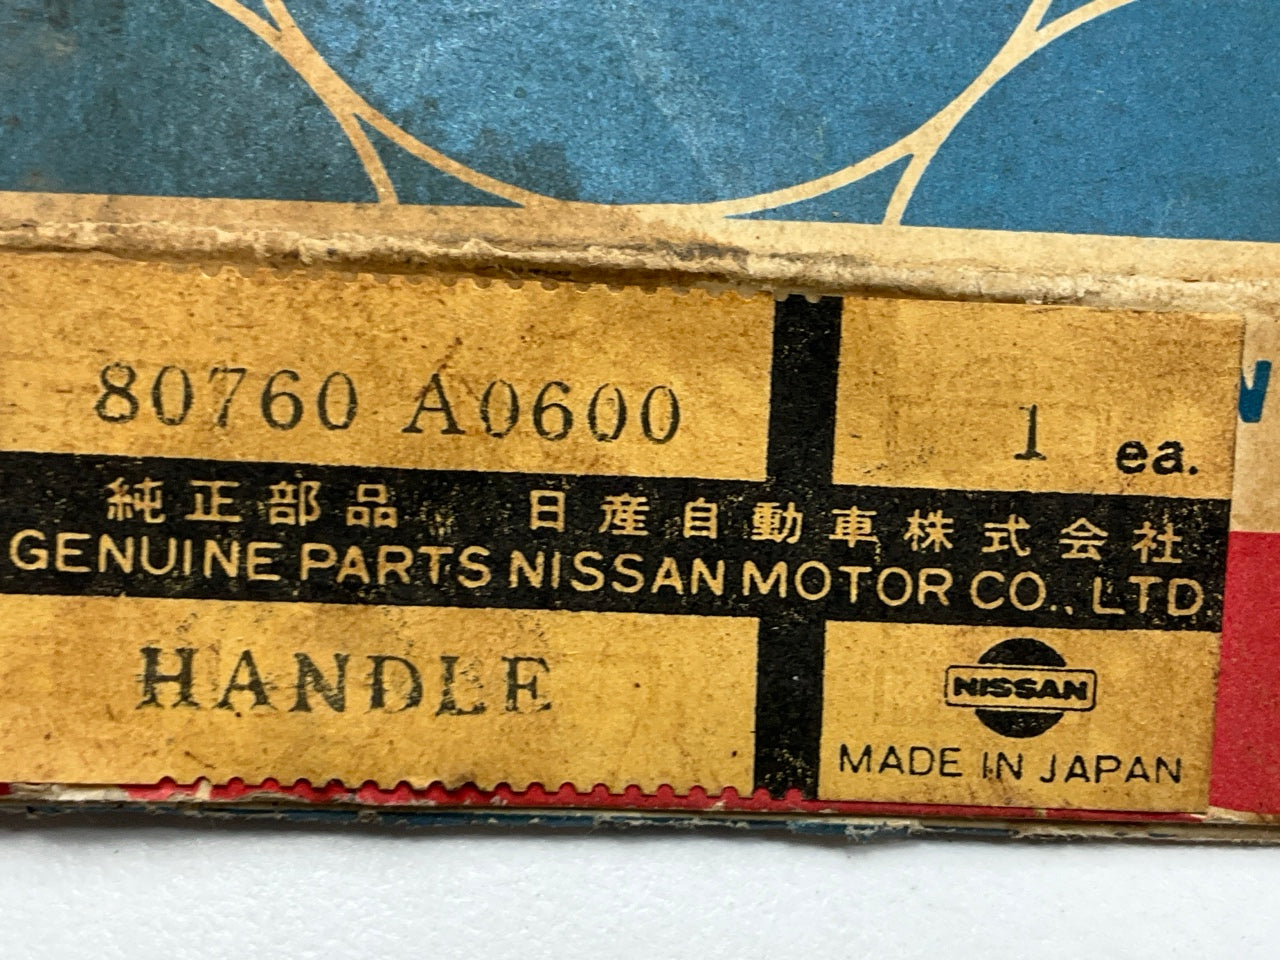 80760 A0600
1 ea.
純正部品 日産自動車株式会社
GENUINE PARTS NISSAN MOTOR CO., LTD.
HANDLE
NISSAN
MADE IN JAPAN